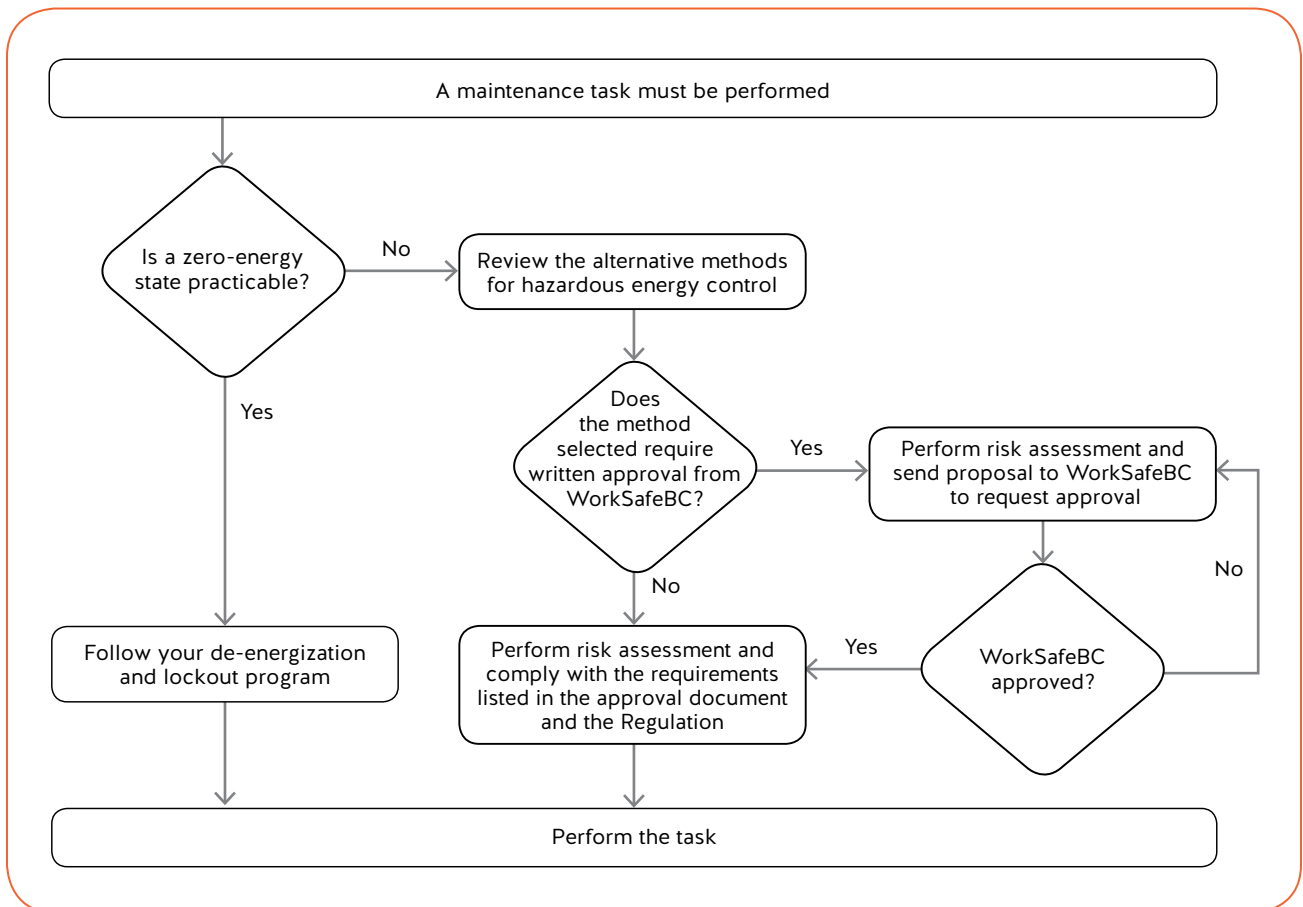 A maintenance task must be performed
Is a zero-energy
state practicable?
No
Review the alternative methods
for hazardous energy control
Yes
Does
the method
selected require
written approval from
WorkSafeBC?
Yes
Perform risk assessment and
send proposal to WorkSafeBC
to request approval
No
No
Follow your de-energization
and lockout program
Perform risk assessment and
comply with the requirements
listed in the approval document
and the Regulation
Yes
WorkSafeBC
approved?
Perform the task